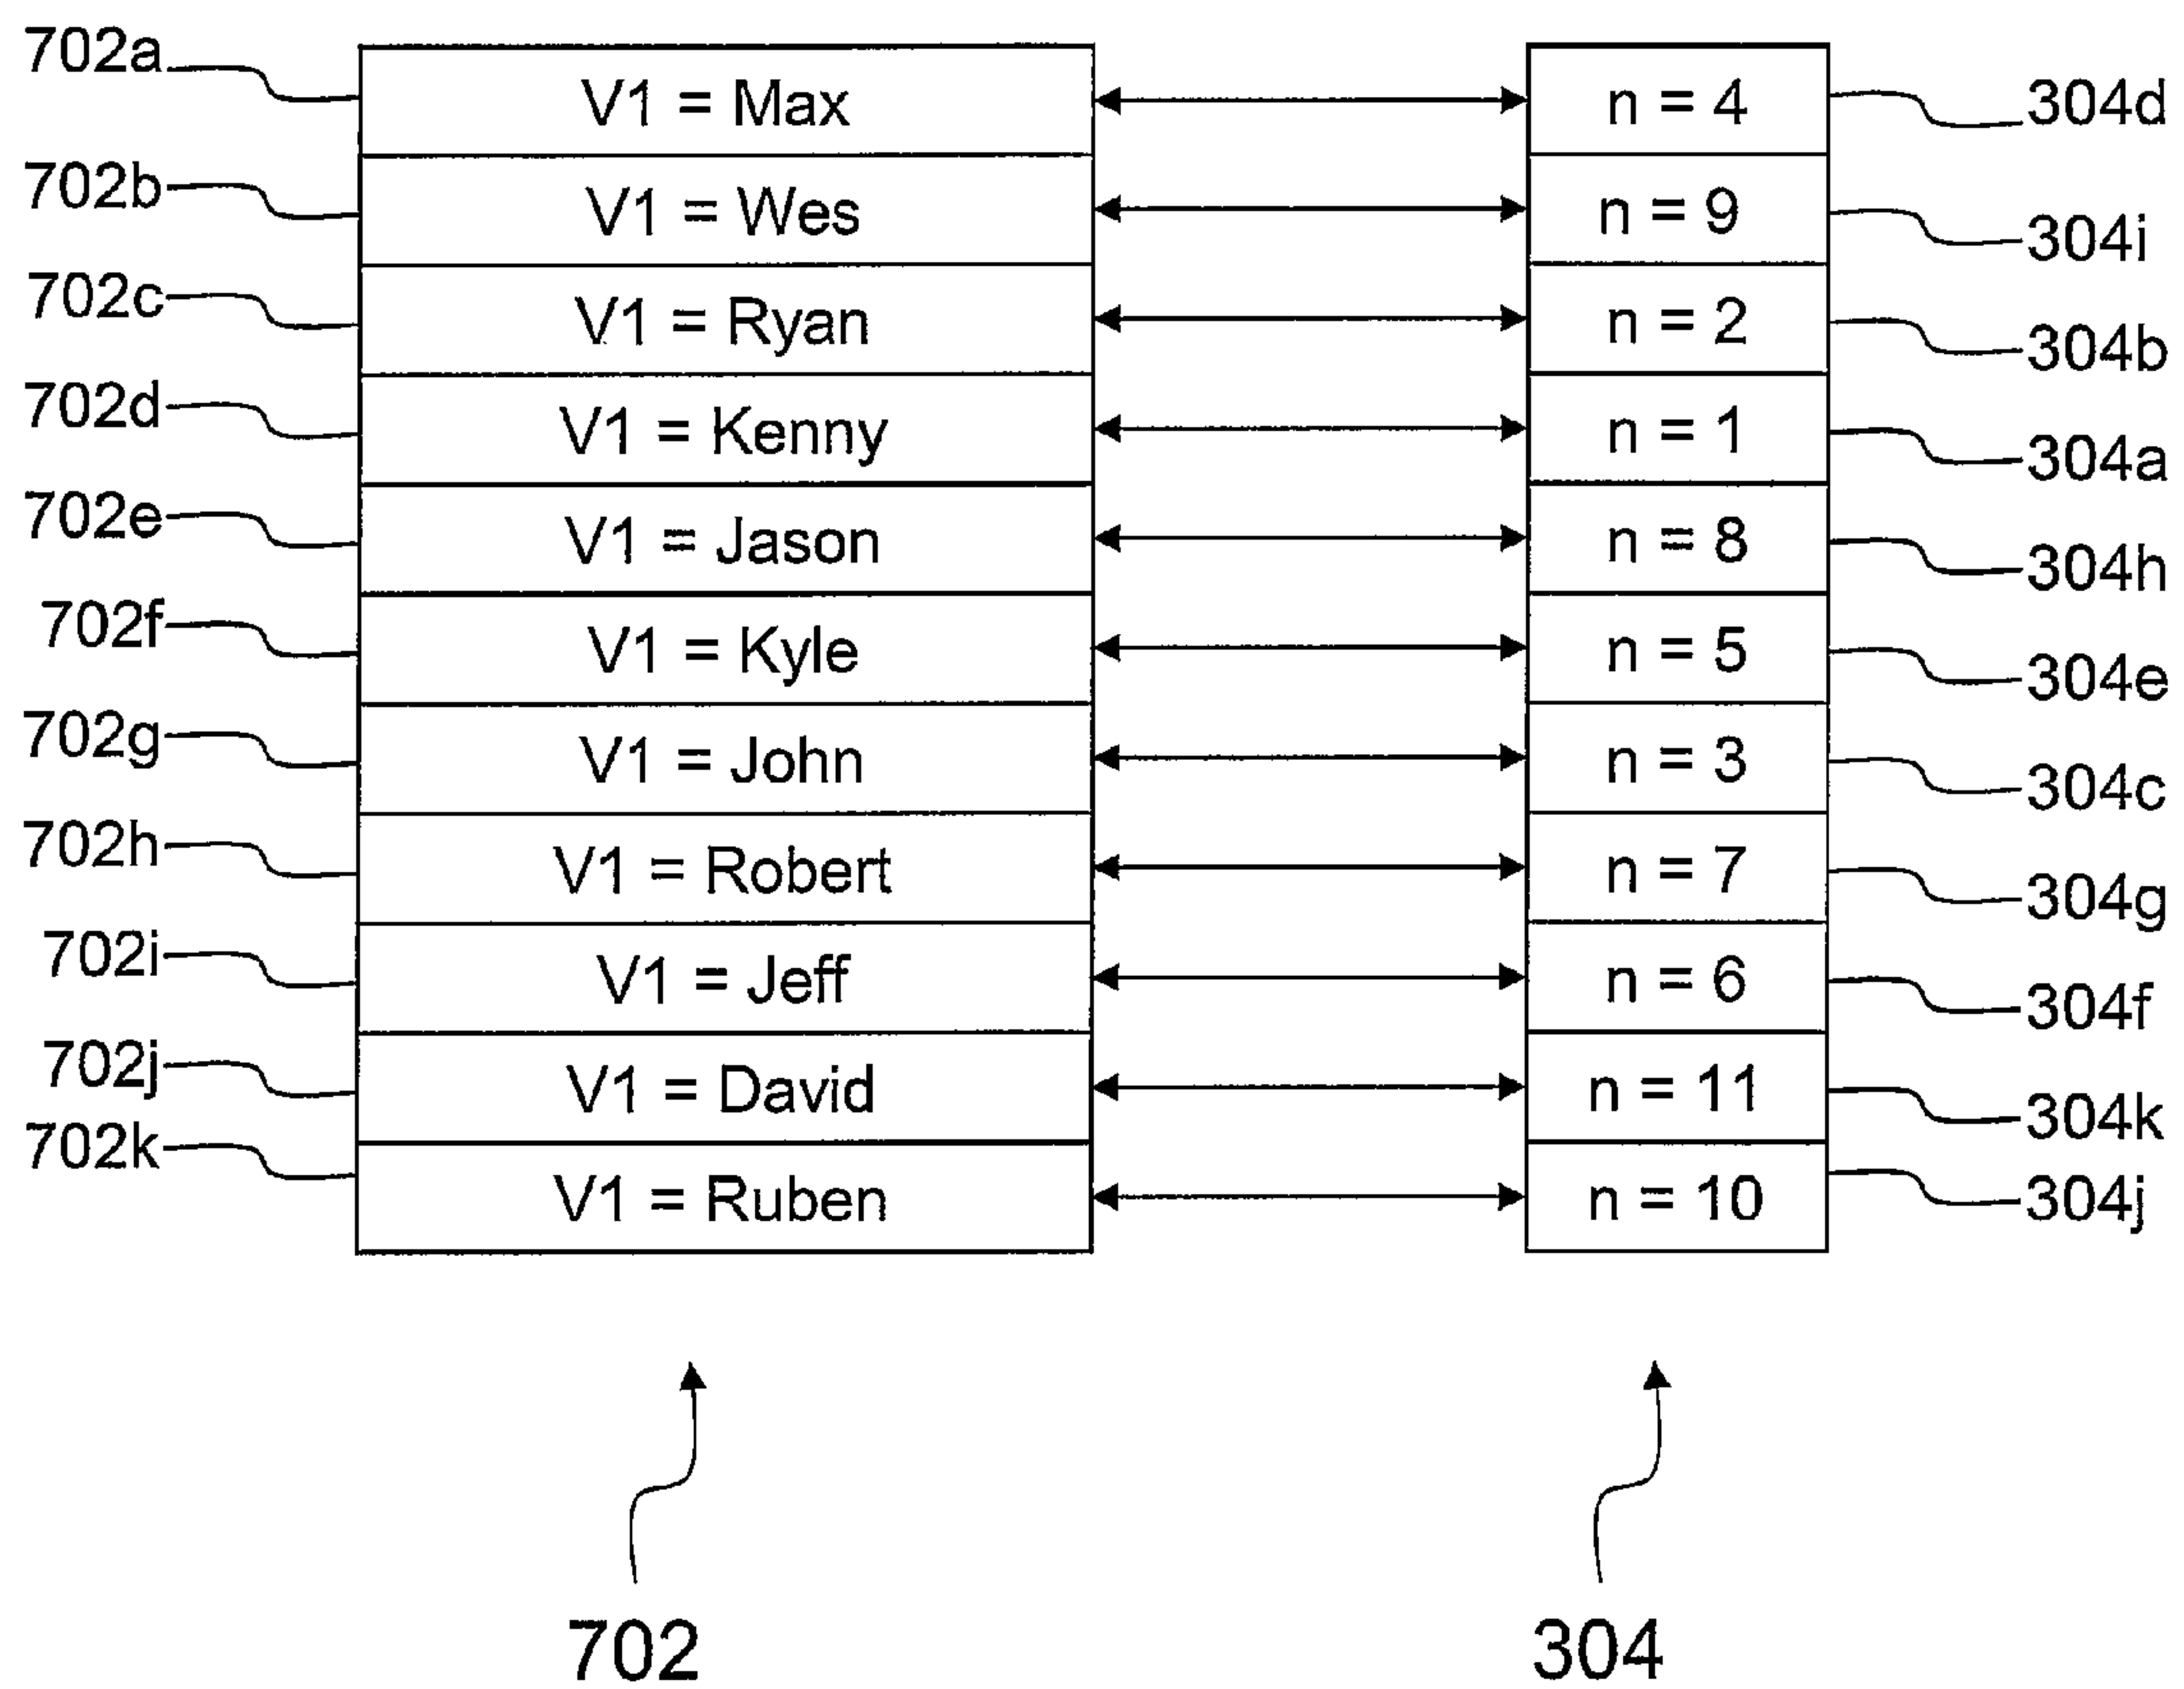 702a V1 = Max n = 4 304d
702b V1 = Wes n = 9 304i
702c V1 = Ryan n = 2 304b
702d V1 = Kenny n = 1 304a
702e V1 = Jason n = 8 304h
702f V1 = Kyle n = 5 304e
702g V1 = John n = 3 304c
702h V1 = Robert n = 7 304g
702i V1 = Jeff n = 6 304f
702j V1 = David n = 11 304k
702k V1 = Ruben n = 10 304j
702 304